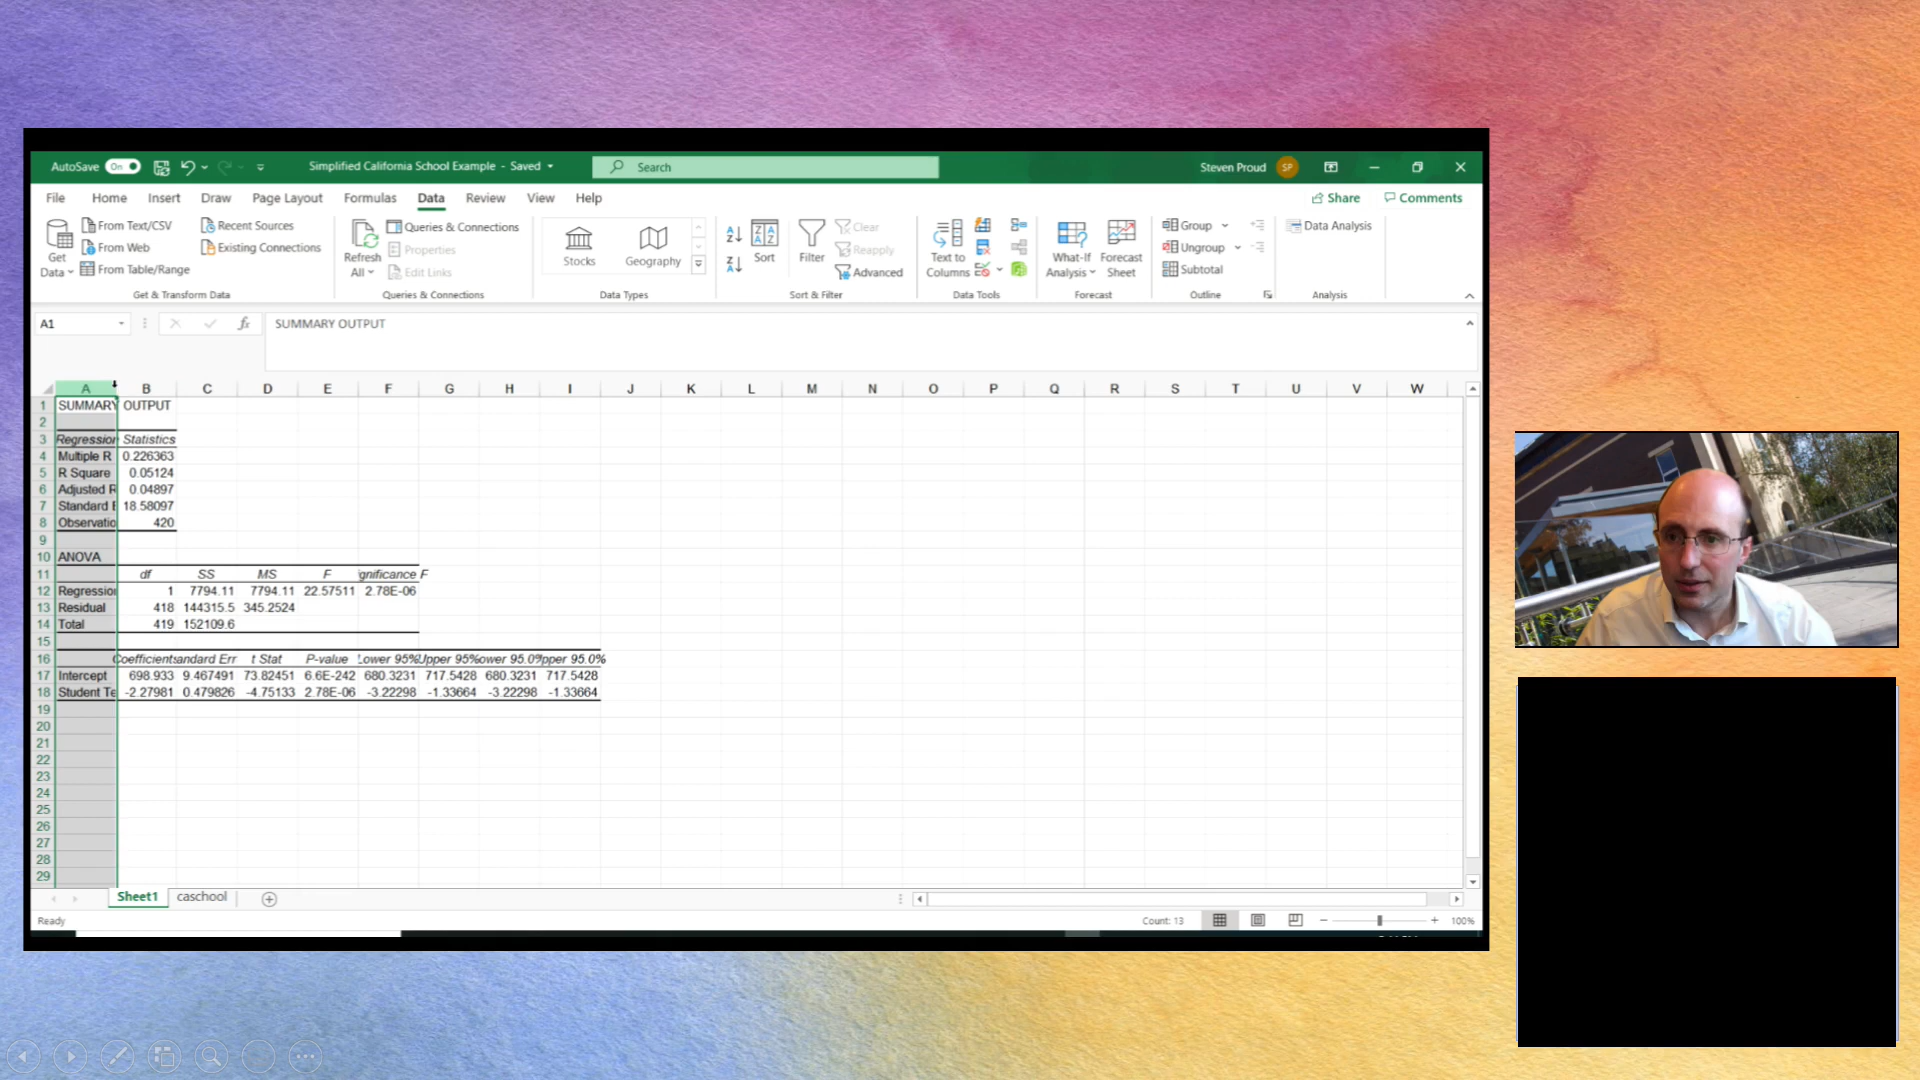 AutoSave On Simplified California School Example - Saved Search Steven Proud SP
File Home Insert Draw Page Layout Formulas Data Review View Help Share Comments
Get Data From Text/CSV From Web From Table/Range Recent Sources Existing Connections
Get & Transform Data
Refresh All Queries & Connections Properties Edit Links
Queries & Connections
Stocks Geography
Data Types
Sort Filter Clear Reapply Advanced
Sort & Filter
Text to Columns
Data Tools
What-If Analysis Forecast Sheet
Forecast
Group Ungroup Subtotal
Outline
Data Analysis
Analysis
A1 fx SUMMARY OUTPUT
A B C D E F G H I J K L M N O P Q R S T U V W
1 SUMMARY OUTPUT
2
3 Regression Statistics
4 Multiple R 0.226363
5 R Square 0.05124
6 Adjusted R 0.04897
7 Standard E 18.58097
8 Observatio 420
9
10 ANOVA
11 df SS MS F gnificance F
12 Regression 1 7794.11 7794.11 22.57511 2.78E-06
13 Residual 418 144315.5 345.2524
14 Total 419 152109.6
15
16 Coefficients andard Err t Stat P-value Lower 95% Upper 95% ower 95.0% pper 95.0%
17 Intercept 698.933 9.467491 73.82451 6.6E-242 680.3231 717.5428 680.3231 717.5428
18 Student Te -2.27981 0.479826 -4.75133 2.78E-06 -3.22298 -1.33664 -3.22298 -1.33664
19
20
21
22
23
24
25
26
27
28
29
Sheet1 caschool
Ready Count: 13 100%